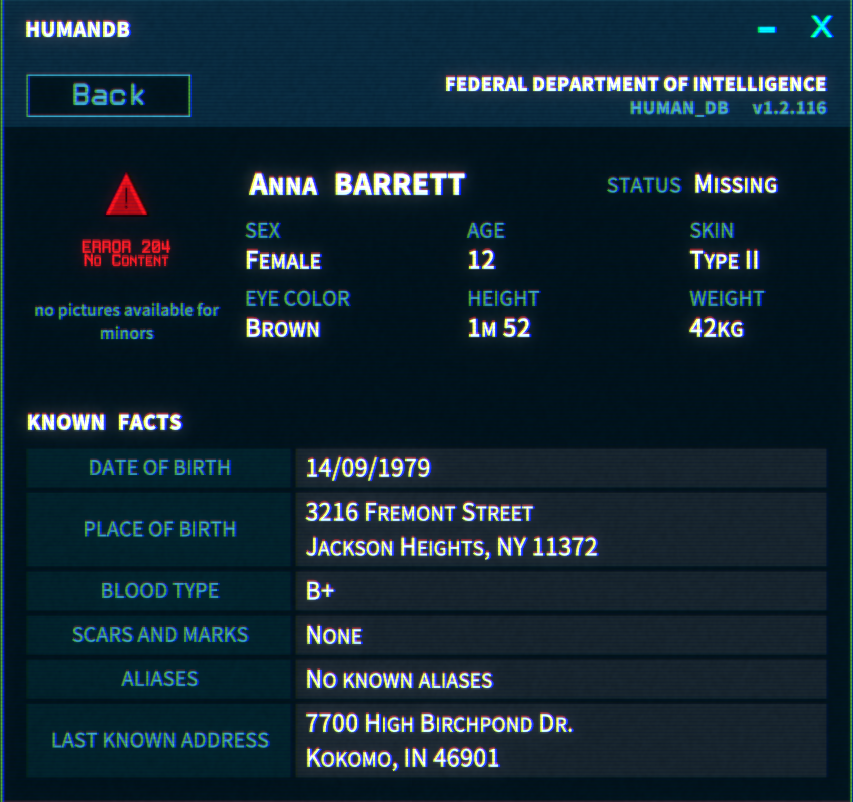 HUMANDB
– X
Back
FEDERAL DEPARTMENT OF INTELLIGENCE
HUMAN_DB v1.2.116
ERROR 204
No Content
no pictures available for
minors
Anna BARRETT
STATUS Missing
SEX AGE SKIN
Female 12 Type II
EYE COLOR HEIGHT WEIGHT
Brown 1m 52 42kg
KNOWN FACTS
DATE OF BIRTH 14/09/1979
PLACE OF BIRTH 3216 Fremont Street
Jackson Heights, NY 11372
BLOOD TYPE B+
SCARS AND MARKS None
ALIASES No known aliases
LAST KNOWN ADDRESS 7700 High Birchpond Dr.
Kokomo, IN 46901